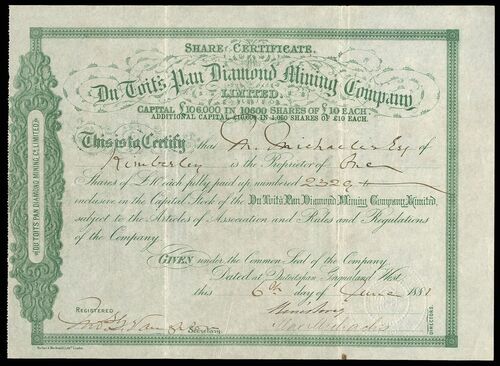 SHARE CERTIFICATE.
Du Toit's Pan Diamond Mining Company
LIMITED.
CAPITAL £106,000 IN 10600 SHARES OF £10 EACH.
ADDITIONAL CAPITAL £10,000 IN 1,000 SHARES OF £10 EACH.
This is to Certify that M. Michaelis Esq of
Kimberley is the Proprietor of One
Shares of £10 each fully paid up numbered 2329
inclusive in the Capital Stock of the Du Toit's Pan Diamond Mining Company, Limited,
subject to the Articles of Association and Rules and Regulations
of the Company.
GIVEN under the Common Seal of the Company.
Dated at Dutoitspan Griqualand West.
this 6th day of June 1881
REGISTERED
Secretary.
Max Michaelis
DIRECTORS
DU TOITS PAN DIAMOND MINING CO. LIMITED